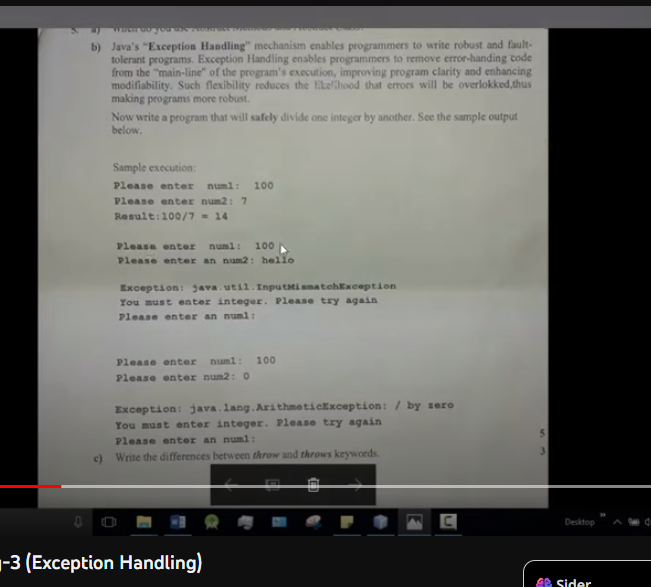 5. a)
b) Java's "Exception Handling" mechanism enables programmers to write robust and fault-
tolerant programs. Exception Handling enables programmers to remove error-handing code
from the "main-line" of the program's execution, improving program clarity and enhancing
modifiability. Such flexibility reduces the likelihood that errors will be overlokked,thus
making programs more robust.
Now write a program that will safely divide one integer by another. See the sample output
below.
Sample execution:
Please enter num1: 100
Please enter num2: 7
Result:100/7 = 14
Please enter num1: 100
Please enter an num2: hello
Exception: java.util.InputMismatchException
You must enter integer. Please try again
Please enter an num1:
Please enter num1: 100
Please enter num2: 0
Exception: java.lang.ArithmeticException: / by zero
You must enter integer. Please try again
Please enter an num1:
5
c) Write the differences between throw and throws keywords.
3
Desktop
-3 (Exception Handling)
Sider